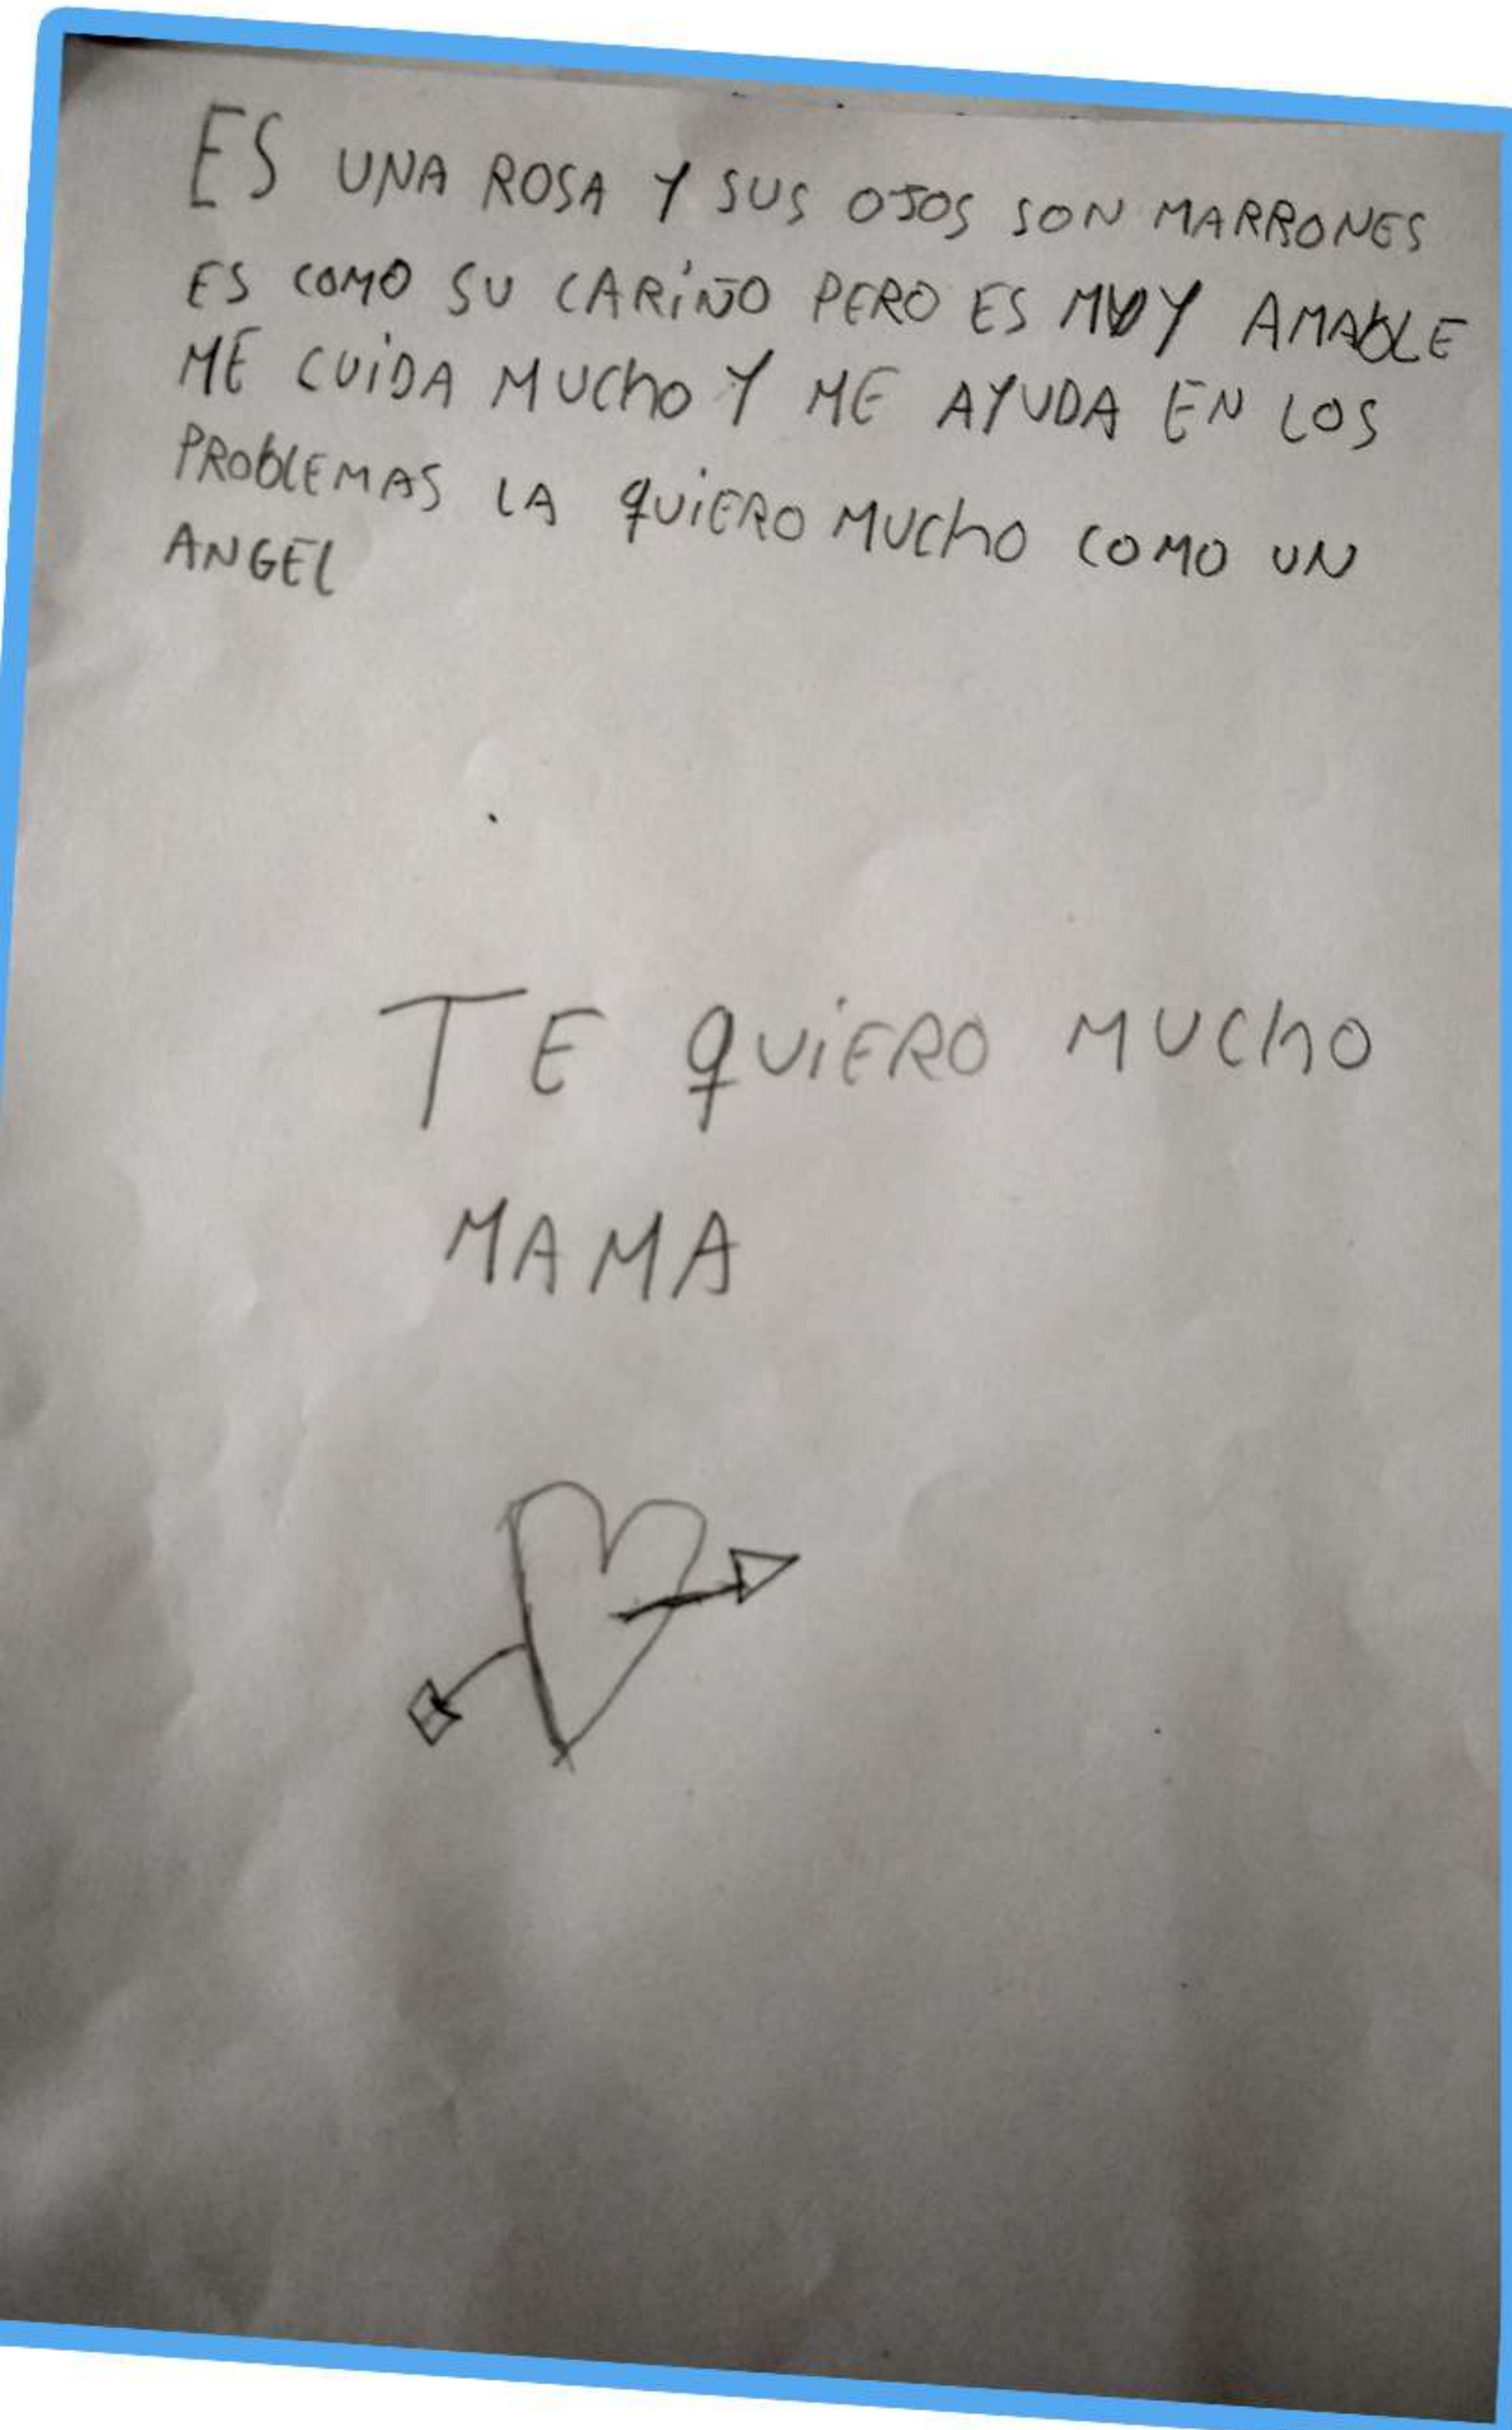 ES UNA ROSA Y SUS OJOS SON MARRONES
ES COMO SU CARIÑO PERO ES MUY AMABLE
ME CUIDA MUCHO Y ME AYUDA EN LOS
PROBLEMAS LA QUIERO MUCHO COMO UN
ANGEL
TE QUIERO MUCHO
MAMA